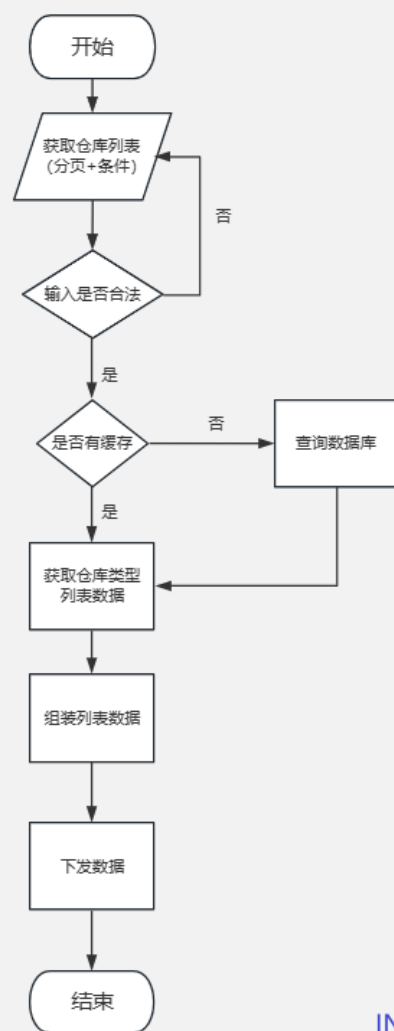 开始
获取仓库列表
(分页+条件)
否
输入是否合法
是
是否有缓存
否
查询数据库
是
获取仓库类型
列表数据
组装列表数据
下发数据
结束
IN